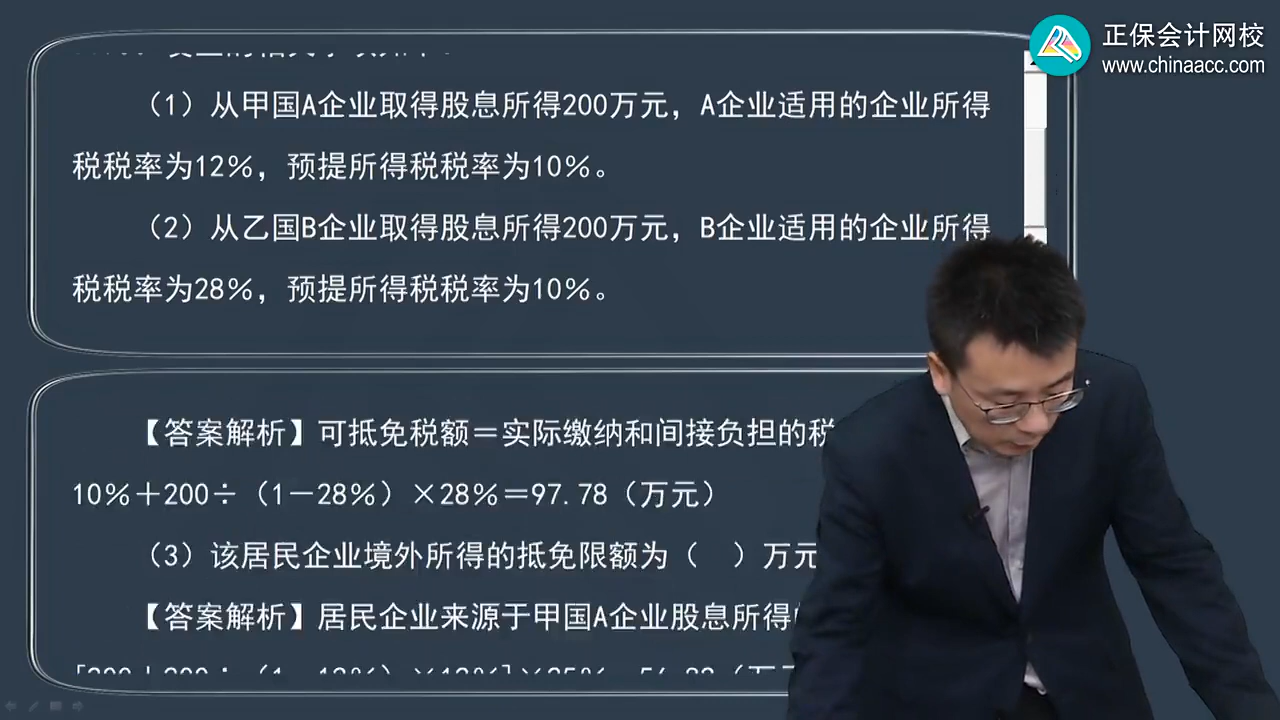 正保会计网校
www.chinaacc.com
（1）从甲国A企业取得股息所得200万元，A企业适用的企业所得
税税率为12%，预提所得税税率为10%。
（2）从乙国B企业取得股息所得200万元，B企业适用的企业所得
税税率为28%，预提所得税税率为10%。
【答案解析】可抵免税额＝实际缴纳和间接负担的税
10%＋200÷（1－28%）×28%＝97.78（万元）
（3）该居民企业境外所得的抵免限额为（ ）万元
【答案解析】居民企业来源于甲国A企业股息所得